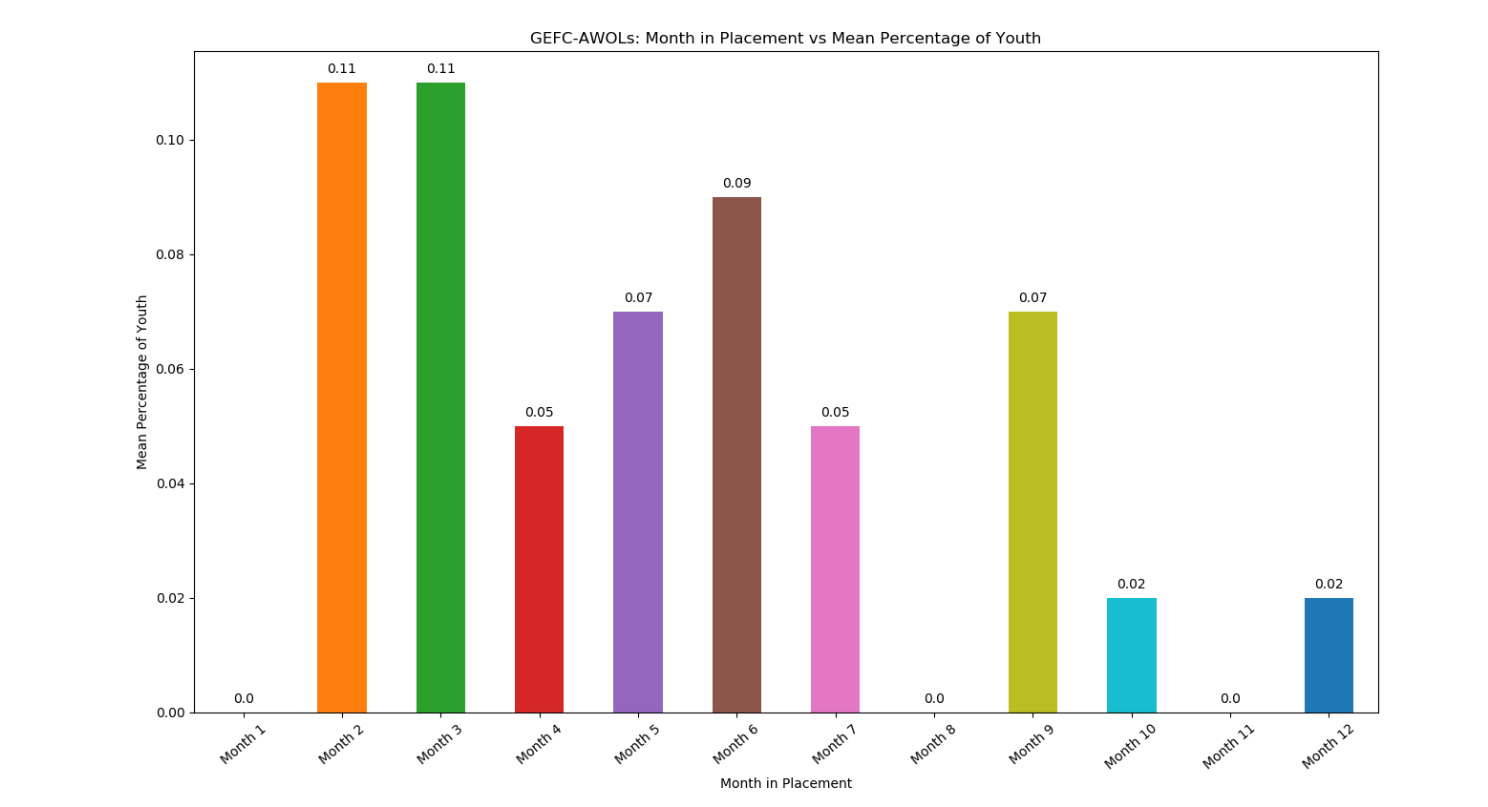 GEFC-AWOLs: Month in Placement vs Mean Percentage of Youth
0.11
0.11
0.10
0.09
0.08
0.07
0.07
0.06
0.05
0.05
0.04
0.02
0.02
0.02
0.0
0.0
0.0
0.00
Mean Percentage of Youth
Month 1
Month 2
Month 3
Month 4
Month 5
Month 6
Month 7
Month 8
Month 9
Month 10
Month 11
Month 12
Month in Placement